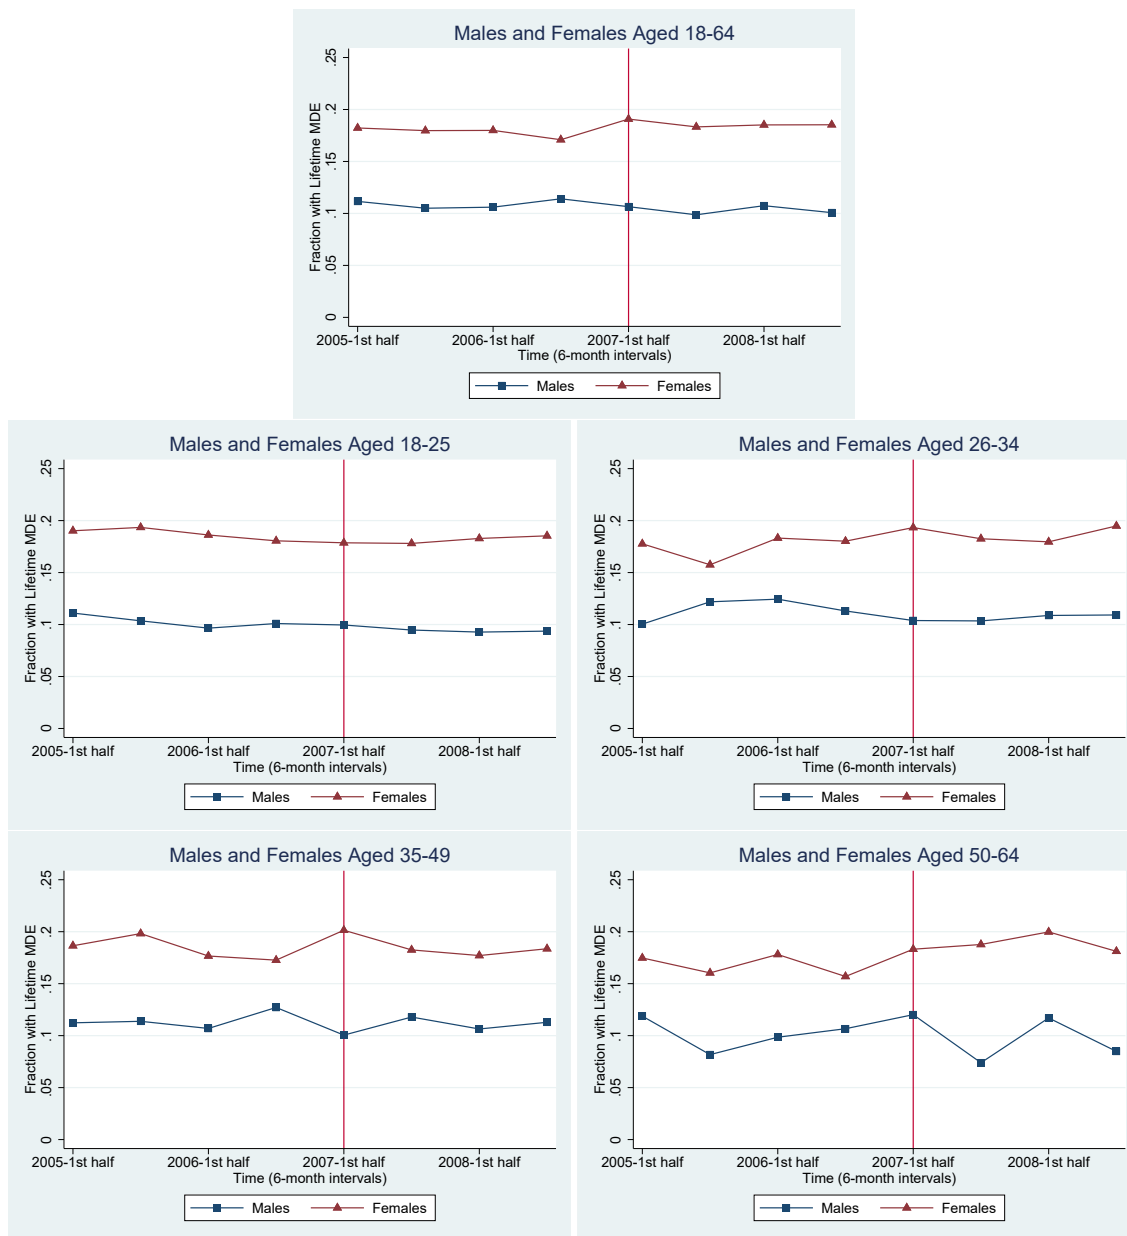 Males and Females Aged 18-64
Fraction with Lifetime MDE
.25
.2
.15
.1
.05
0
2005-1st half 2006-1st half 2007-1st half 2008-1st half
Time (6-month intervals)
Males Females
Males and Females Aged 18-25
Fraction with Lifetime MDE
.25
.2
.15
.1
.05
0
2005-1st half 2006-1st half 2007-1st half 2008-1st half
Time (6-month intervals)
Males Females
Males and Females Aged 26-34
Fraction with Lifetime MDE
.25
.2
.15
.1
.05
0
2005-1st half 2006-1st half 2007-1st half 2008-1st half
Time (6-month intervals)
Males Females
Males and Females Aged 35-49
Fraction with Lifetime MDE
.25
.2
.15
.1
.05
0
2005-1st half 2006-1st half 2007-1st half 2008-1st half
Time (6-month intervals)
Males Females
Males and Females Aged 50-64
Fraction with Lifetime MDE
.25
.2
.15
.1
.05
0
2005-1st half 2006-1st half 2007-1st half 2008-1st half
Time (6-month intervals)
Males Females